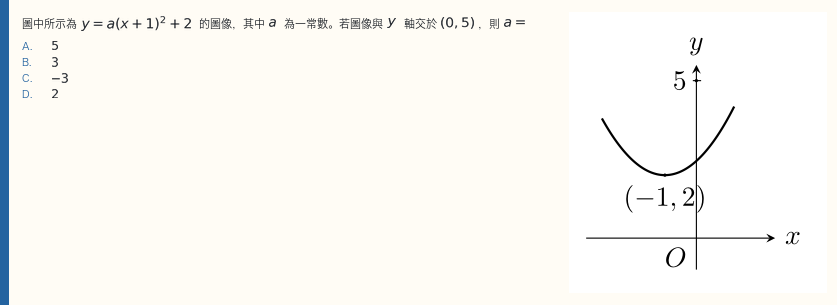 圖中所示為 y = a(x + 1)² + 2 的圖像，其中 a 為一常數。若圖像與 y 軸交於 (0, 5)，則 a =
A. 5
B. 3
C. −3
D. 2
y
5
(−1, 2)
x
O